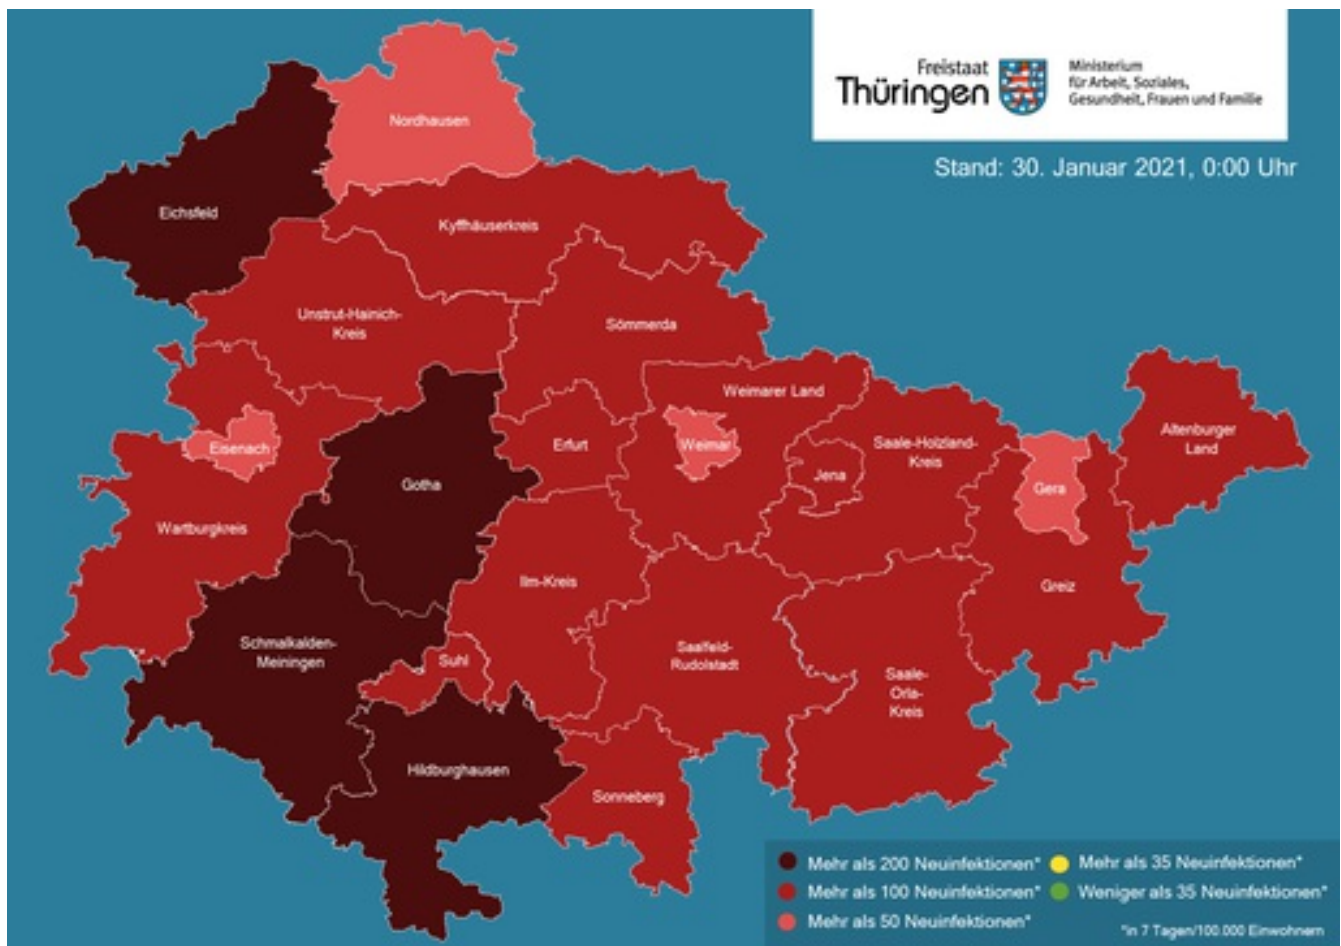 Freistaat
Thüringen
Ministerium
für Arbeit, Soziales,
Gesundheit, Frauen und Familie
Stand: 30. Januar 2021, 0:00 Uhr
Nordhausen
Eichsfeld
Kyffhäuserkreis
Unstrut-Hainich-
Kreis
Sömmerda
Weimarer Land
Eisenach
Erfurt
Weimar
Jena
Saale-Holzland-
Kreis
Gera
Altenburger
Land
Gotha
Wartburgkreis
Ilm-Kreis
Greiz
Schmalkalden-
Meiningen
Suhl
Saalfeld-
Rudolstadt
Saale-
Orla-
Kreis
Hildburghausen
Sonneberg
Mehr als 200 Neuinfektionen*
Mehr als 100 Neuinfektionen*
Mehr als 50 Neuinfektionen*
Mehr als 35 Neuinfektionen*
Weniger als 35 Neuinfektionen*
*in 7 Tagen/100.000 Einwohnern